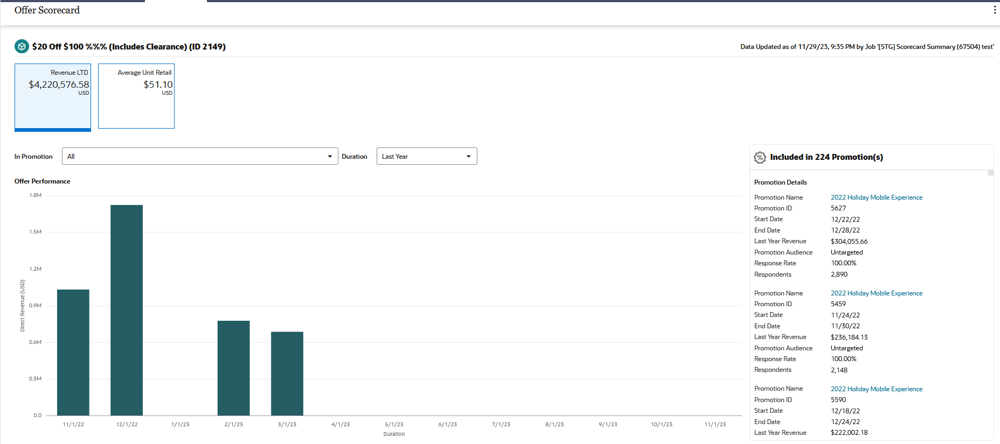 Offer Scorecard
$20 Off $100 %%% (Includes Clearance) (ID 2149)
Data Updated as of 11/29/23, 9:35 PM by Job '[STG] Scorecard Summary (67504) test'
Revenue LTD
$4,220,576.58
USD
Average Unit Retail
$51.10
USD
In Promotion
All
Duration
Last Year
Offer Performance
1.8M
1.5M
1.2M
0.9M
0.6M
0.3M
0.0
Direct Revenue (USD)
11/1/22
12/1/22
1/1/23
2/1/23
3/1/23
4/1/23
5/1/23
6/1/23
7/1/23
8/1/23
9/1/23
10/1/23
11/1/23
Duration
% Included in 224 Promotion(s)
Promotion Details
Promotion Name 2022 Holiday Mobile Experience
Promotion ID 5627
Start Date 12/22/22
End Date 12/28/22
Last Year Revenue $304,055.66
Promotion Audience Untargeted
Response Rate 100.00%
Respondents 2,890
Promotion Name 2022 Holiday Mobile Experience
Promotion ID 5459
Start Date 11/24/22
End Date 11/30/22
Last Year Revenue $236,184.13
Promotion Audience Untargeted
Response Rate 100.00%
Respondents 2,148
Promotion Name 2022 Holiday Mobile Experience
Promotion ID 5590
Start Date 12/18/22
End Date 12/24/22
Last Year Revenue $222,002.18